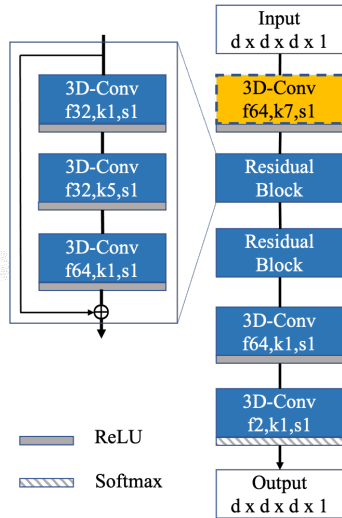 Input
d x d x d x 1
3D-Conv
f64,k7,s1
Residual
Block
Residual
Block
3D-Conv
f64,k1,s1
3D-Conv
f2,k1,s1
Output
d x d x d x 1
3D-Conv
f32,k1,s1
3D-Conv
f32,k5,s1
3D-Conv
f64,k1,s1
ReLU
Softmax